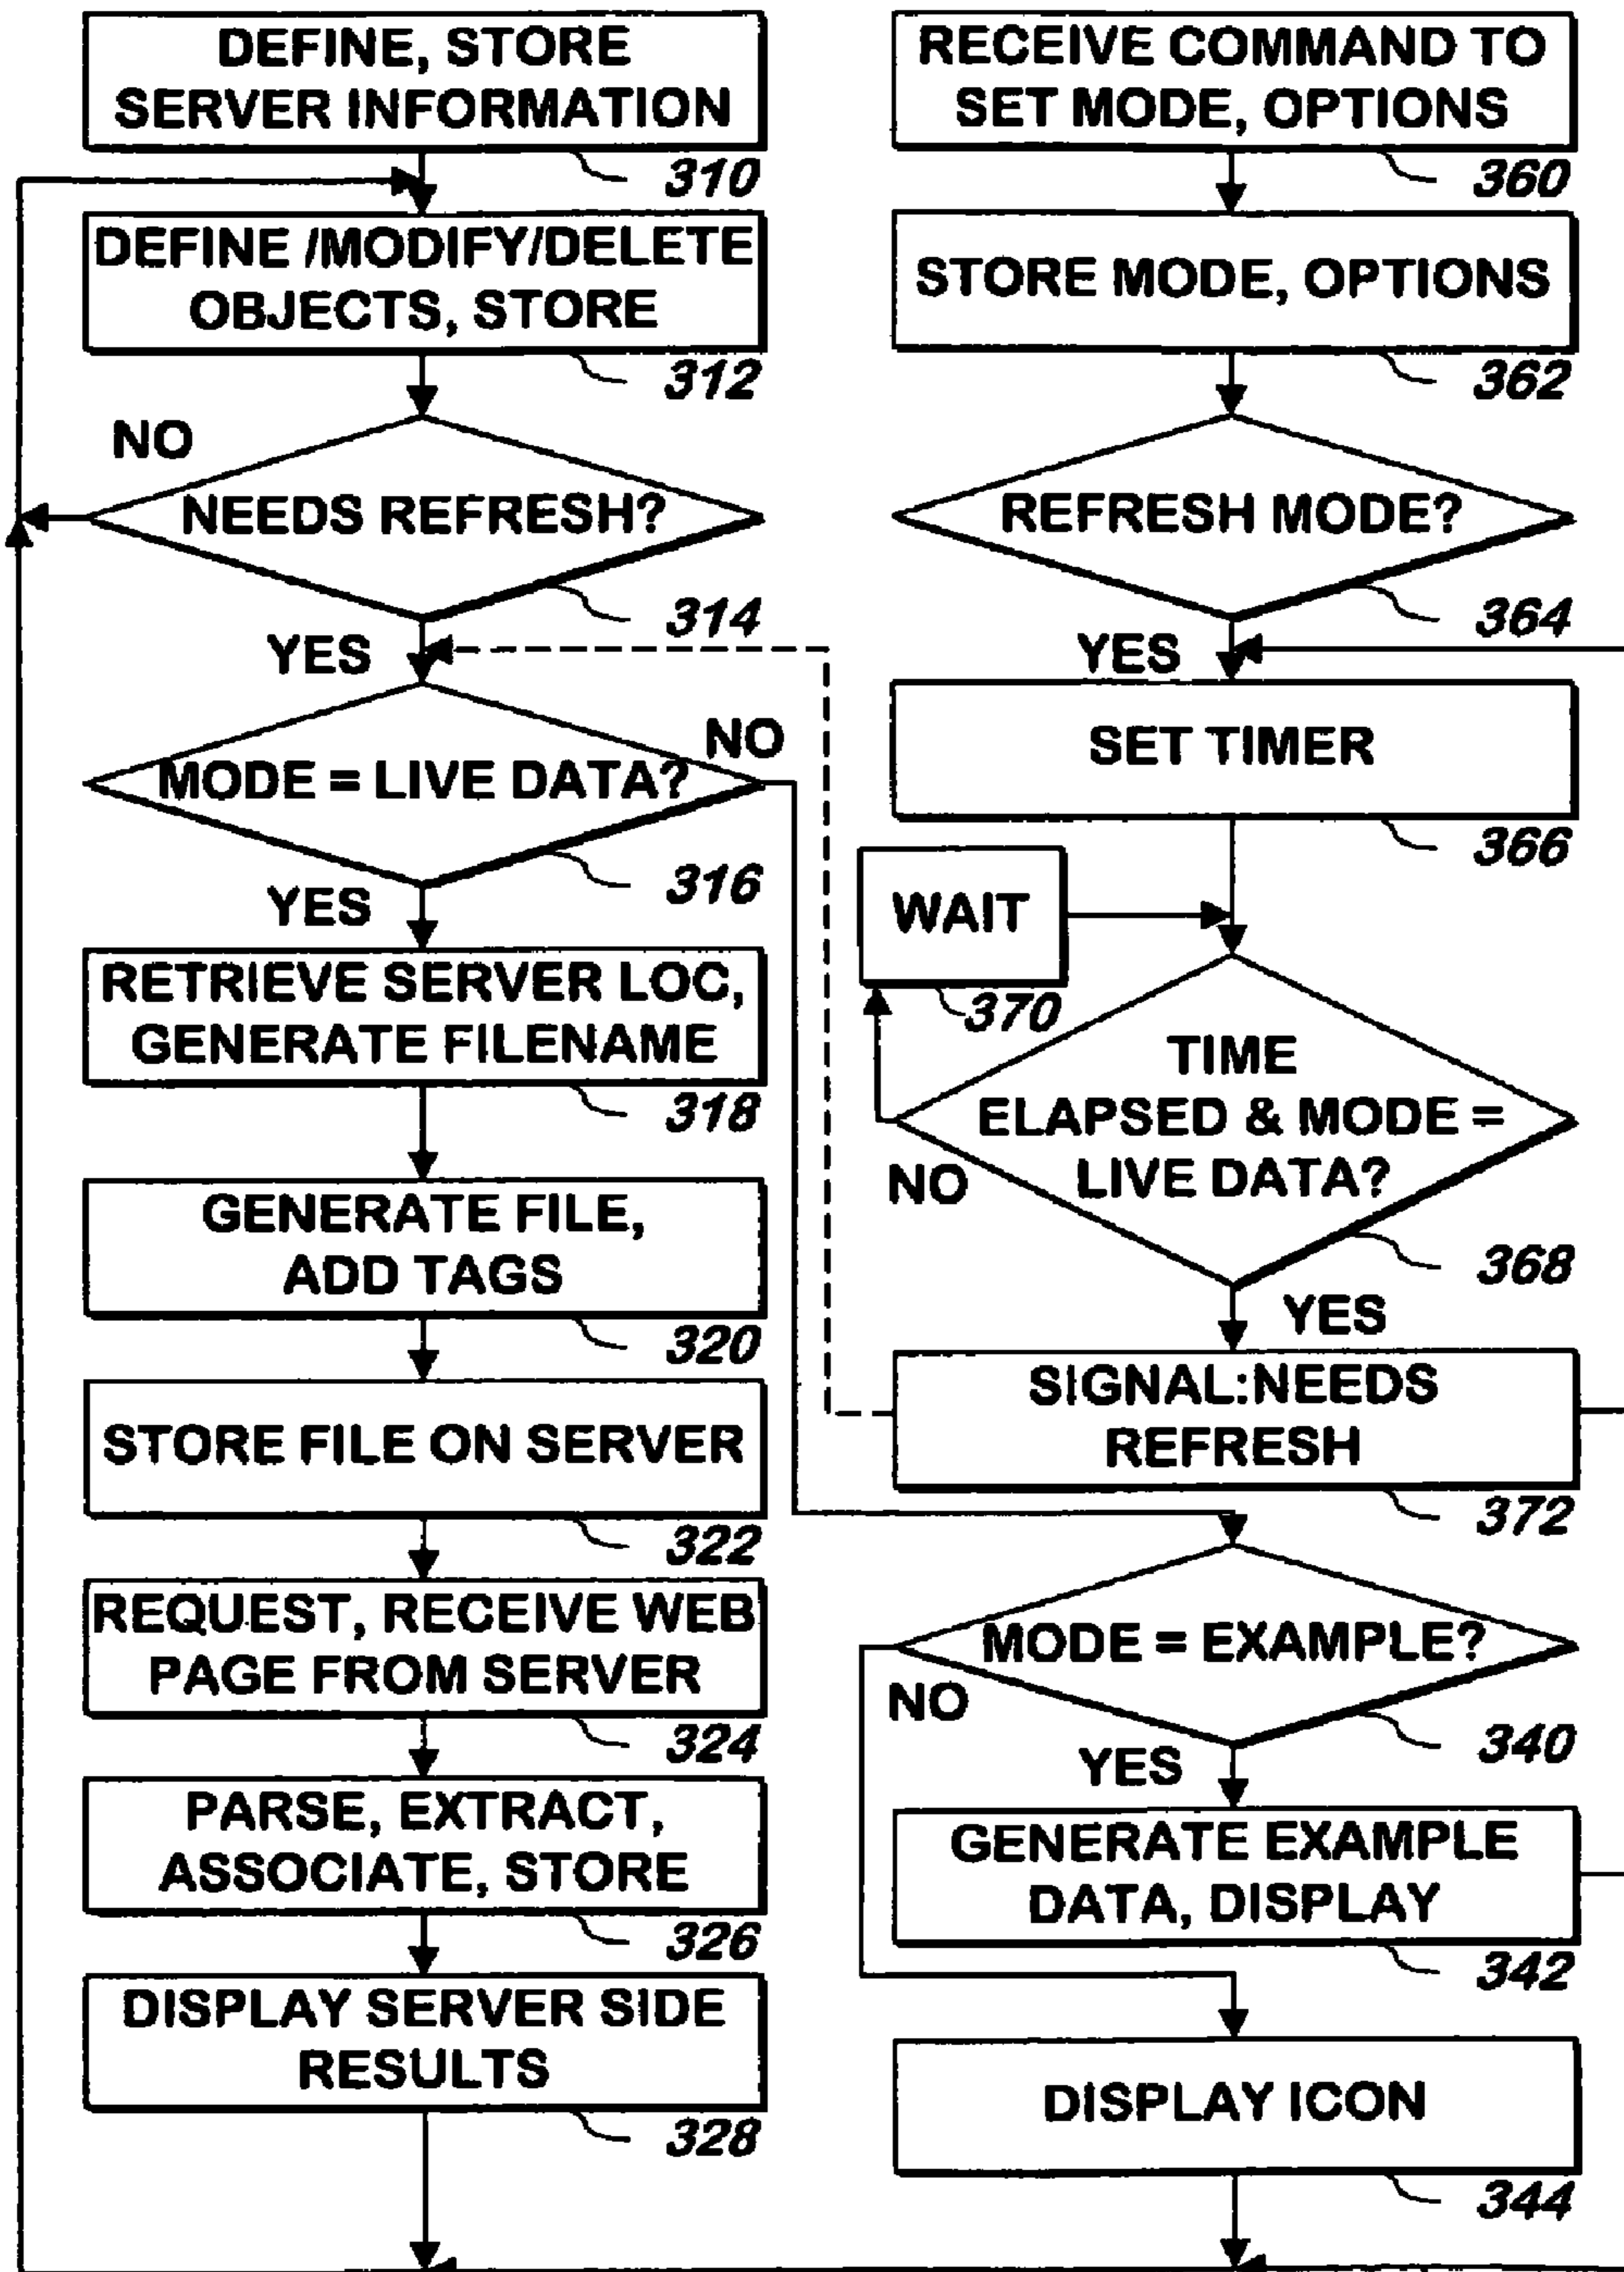 DEFINE, STORE
SERVER INFORMATION
310
DEFINE /MODIFY/DELETE
OBJECTS, STORE
312
NO
NEEDS REFRESH?
314
YES
MODE = LIVE DATA?
NO
316
YES
RETRIEVE SERVER LOC,
GENERATE FILENAME
318
GENERATE FILE,
ADD TAGS
320
STORE FILE ON SERVER
322
REQUEST, RECEIVE WEB
PAGE FROM SERVER
324
PARSE, EXTRACT,
ASSOCIATE, STORE
326
DISPLAY SERVER SIDE
RESULTS
328
RECEIVE COMMAND TO
SET MODE, OPTIONS
360
STORE MODE, OPTIONS
362
REFRESH MODE?
364
YES
SET TIMER
366
WAIT
370
TIME
ELAPSED & MODE =
LIVE DATA?
NO
368
YES
SIGNAL:NEEDS
REFRESH
372
MODE = EXAMPLE?
NO
340
YES
GENERATE EXAMPLE
DATA, DISPLAY
342
DISPLAY ICON
344